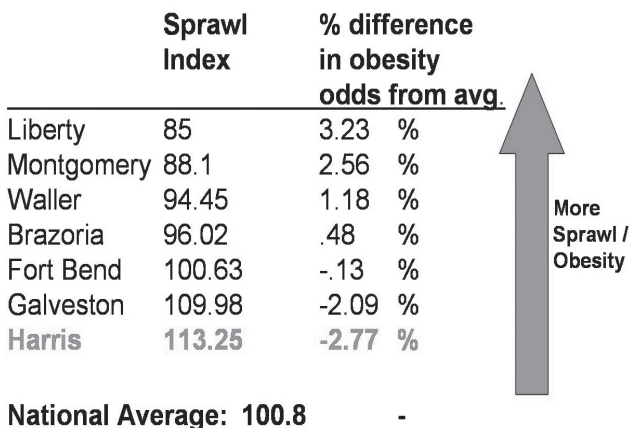 Sprawl % difference
Index in obesity
odds from avg.
Liberty 85 3.23 %
Montgomery 88.1 2.56 %
Waller 94.45 1.18 %
Brazoria 96.02 .48 %
Fort Bend 100.63 -.13 %
Galveston 109.98 -2.09 %
Harris 113.25 -2.77 %
More
Sprawl /
Obesity
National Average: 100.8 -